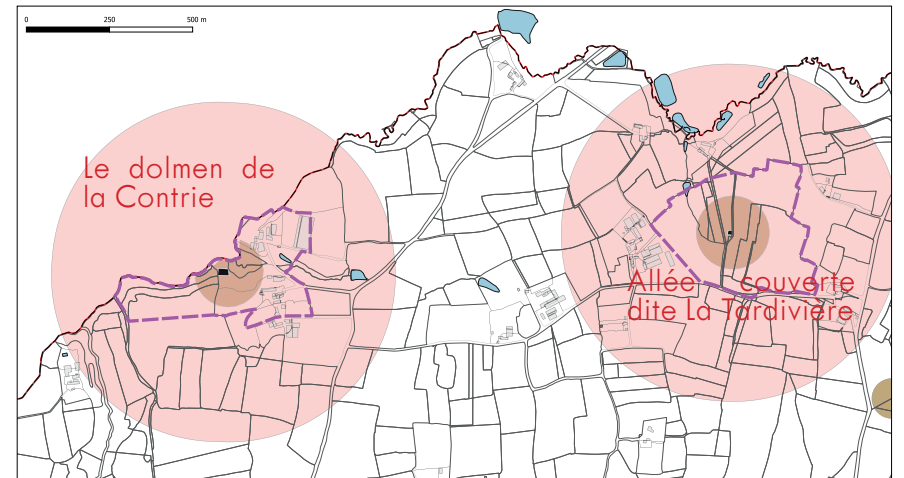 0 250 500 m
Le dolmen de
la Contrie
Allée couverte
dite La Tardivière